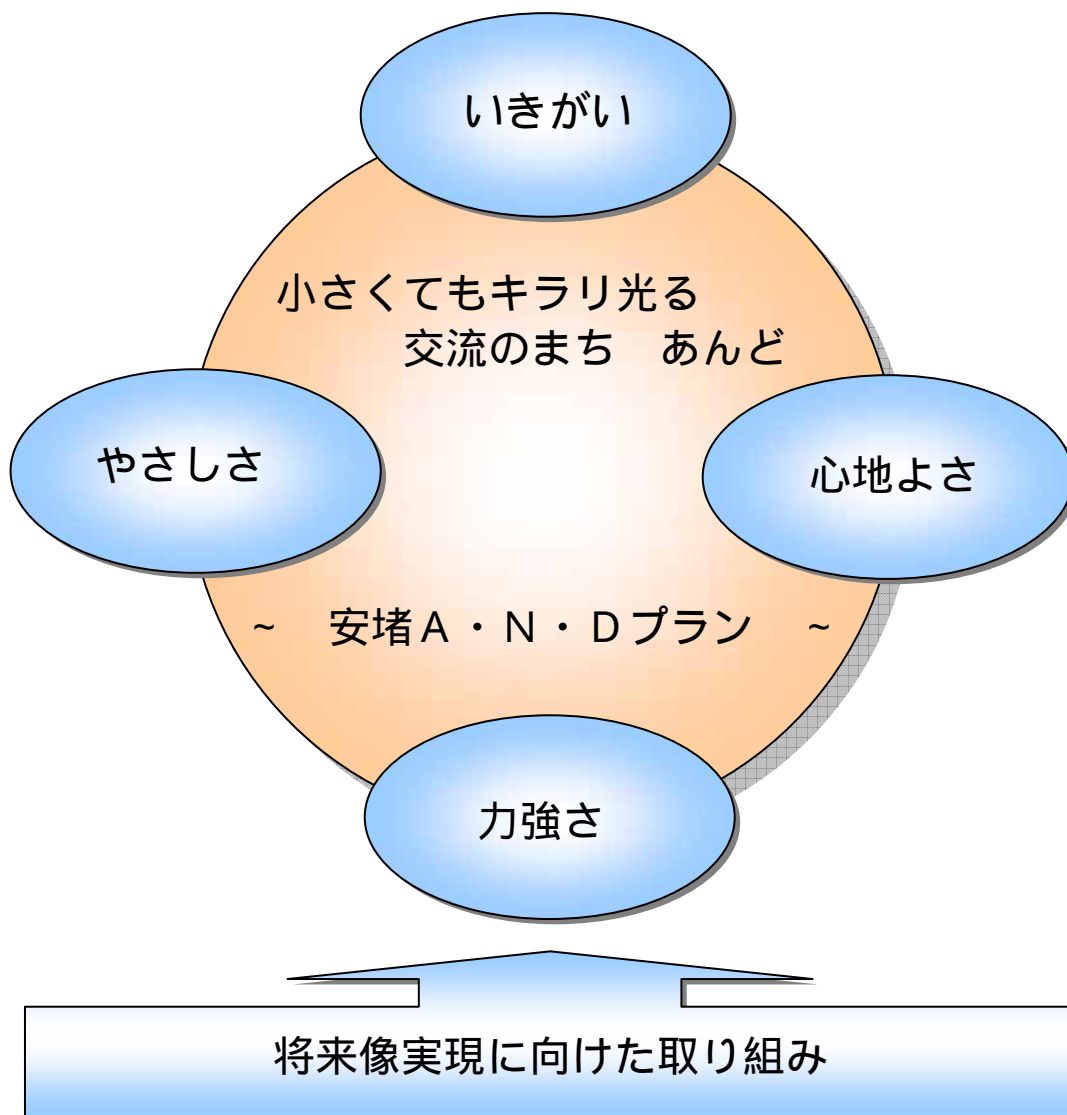 いきがい
小さくてもキラリ光る
交流のまち　あんど
やさしさ
心地よさ
~　安堵Ａ・Ｎ・Ｄプラン　~
力強さ
将来像実現に向けた取り組み